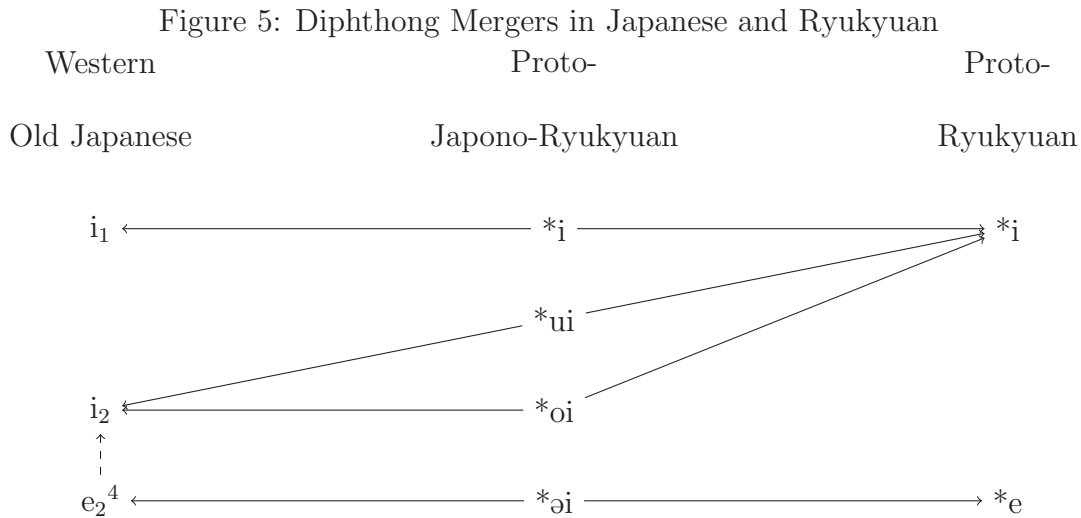 Figure 5: Diphthong Mergers in Japanese and Ryukyuan
Western Proto- Proto-
Old Japanese Japono-Ryukyuan Ryukyuan
i₁ *i *i
*ui
i₂ *oi
e₂⁴ *əi *e